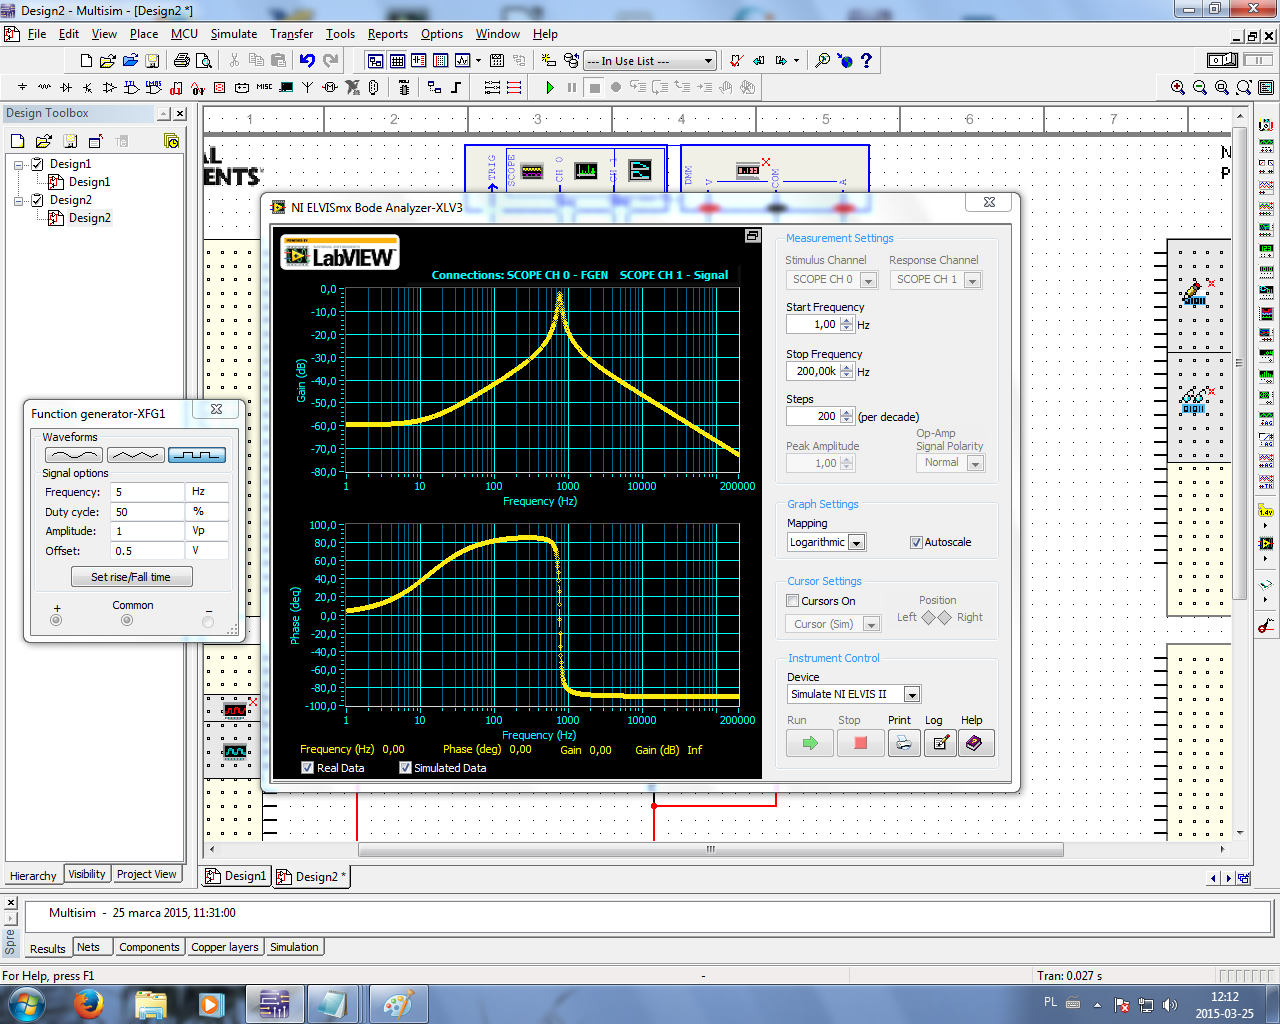 Design2 - Multisim - [Design2 *]
File Edit View Place MCU Simulate Transfer Tools Reports Options Window Help
--- In Use List ---
MISC
Design Toolbox
Design1
Design1
Design2
Design2
1 2 3 4 5 6 7
AL
ENTS
TRIG
SCOPE
CH 0
DMM
V
COM
A
N
P
NI ELVISmx Bode Analyzer-XLV3
POWERED BY
LabVIEW
Connections: SCOPE CH 0 - FGEN SCOPE CH 1 - Signal
Gain (dB)
0,0
-10,0
-20,0
-30,0
-40,0
-50,0
-60,0
-70,0
-80,0
1 10 100 1000 10000 200000
Frequency (Hz)
Phase (deg)
100,0
80,0
60,0
40,0
20,0
0,0
-20,0
-40,0
-60,0
-80,0
-100,0
1 10 100 1000 10000 200000
Frequency (Hz)
Frequency (Hz) 0,00 Phase (deg) 0,00 Gain 0,00 Gain (dB) Inf
Real Data Simulated Data
Measurement Settings
Stimulus Channel Response Channel
SCOPE CH 0 SCOPE CH 1
Start Frequency
1,00 Hz
Stop Frequency
200,00k Hz
Steps
200 (per decade)
Peak Amplitude Op-Amp Signal Polarity
1,00 Normal
Graph Settings
Mapping
Logarithmic Autoscale
Cursor Settings
Cursors On Position
Cursor (Sim) Left Right
Instrument Control
Device
Simulate NI ELVIS II
Run Stop Print Log Help
Function generator-XFG1
Waveforms
Signal options
Frequency: 5 Hz
Duty cycle: 50 %
Amplitude: 1 Vp
Offset: 0.5 V
Set rise/Fall time
+ Common −
Hierarchy Visibility Project View
Design1 Design2 *
Multisim - 25 marca 2015, 11:31:00
Spre
Results Nets Components Copper layers Simulation
For Help, press F1
-
Tran: 0.027 s
PL
12:12
2015-03-25